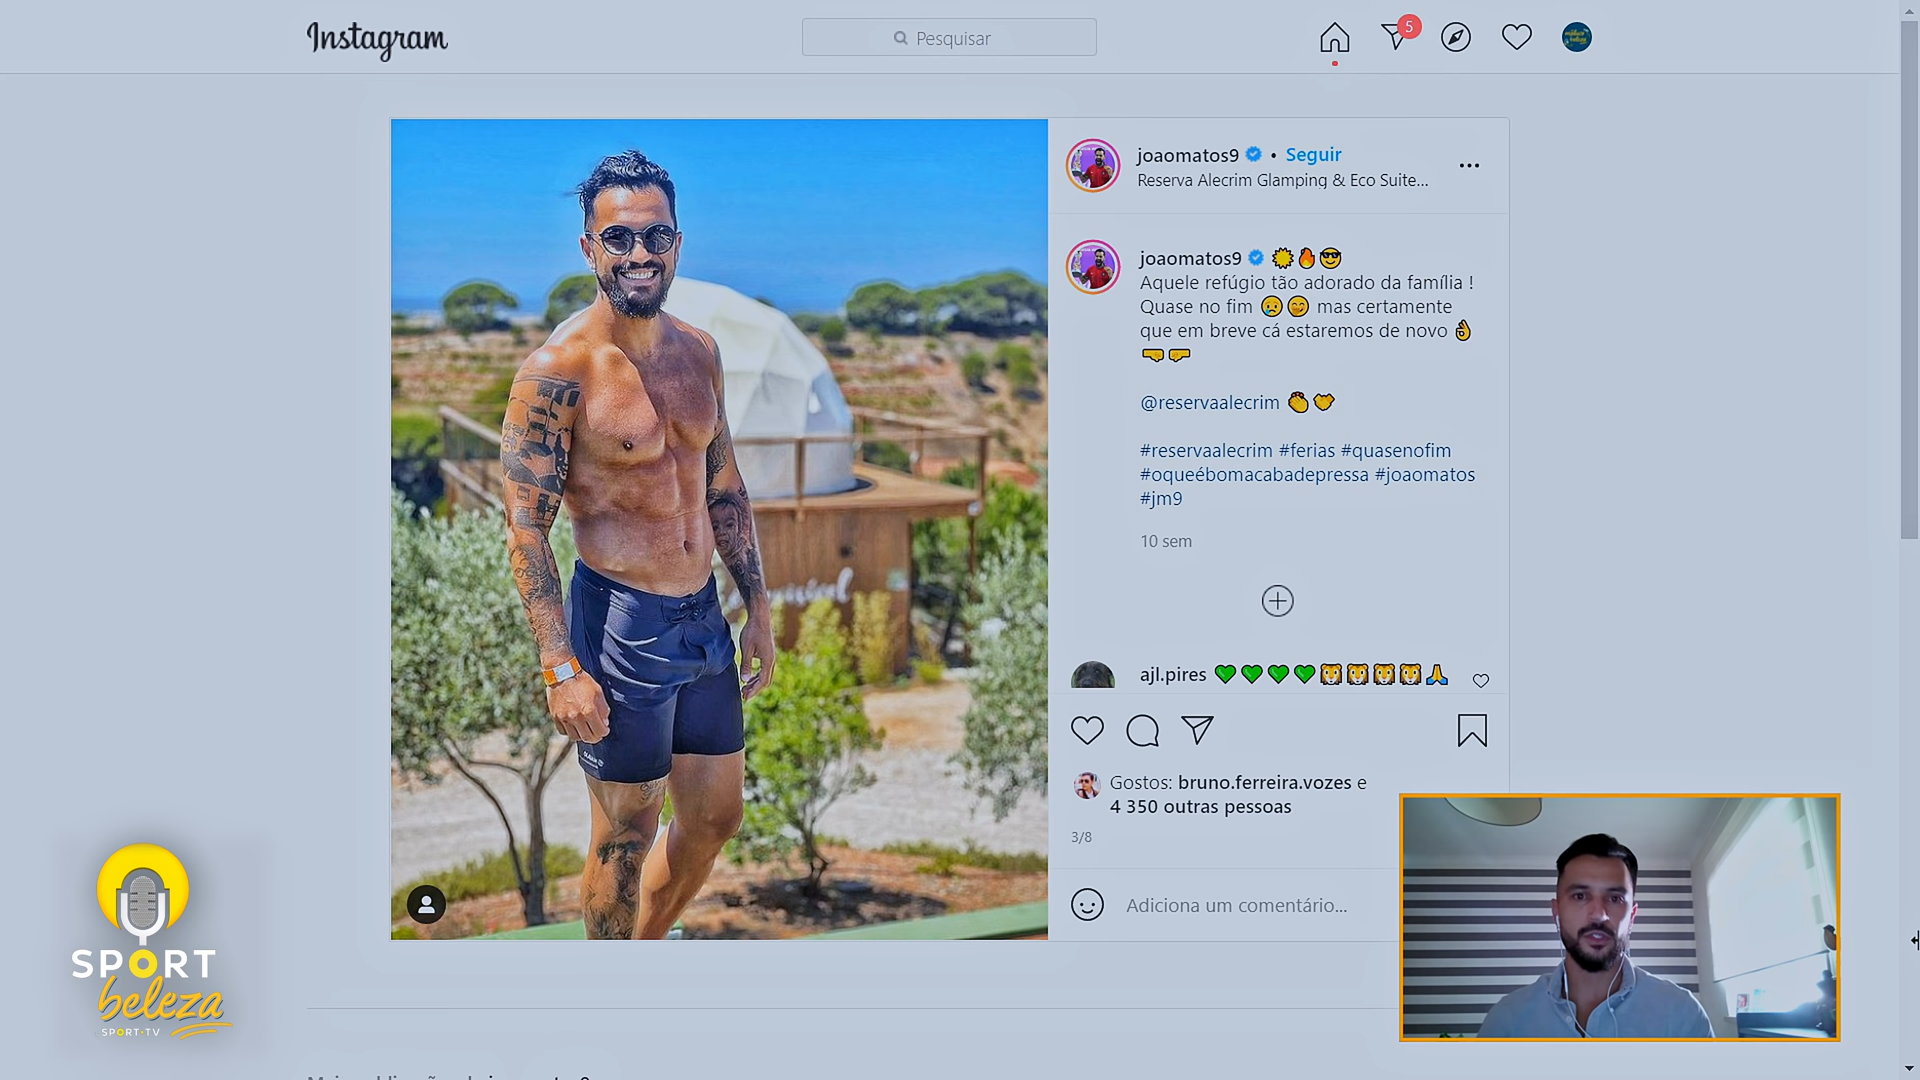 Instagram
Pesquisar
5
joaomatos9 • Seguir
Reserva Alecrim Glamping & Eco Suite...
joaomatos9
Aquele refúgio tão adorado da família !
Quase no fim 😥😊 mas certamente
que em breve cá estaremos de novo 👌
@reservaalecrim
#reservaalecrim #ferias #quasenofim
#oqueébomacabadepressa #joaomatos
#jm9
10 sem
ajl.pires 💚💚💚💚🐯🐯🐯🐯🙏
Gostos: bruno.ferreira.vozes e
4 350 outras pessoas
3/8
Adiciona um comentário...
SPORT
beleza
SPORT•TV